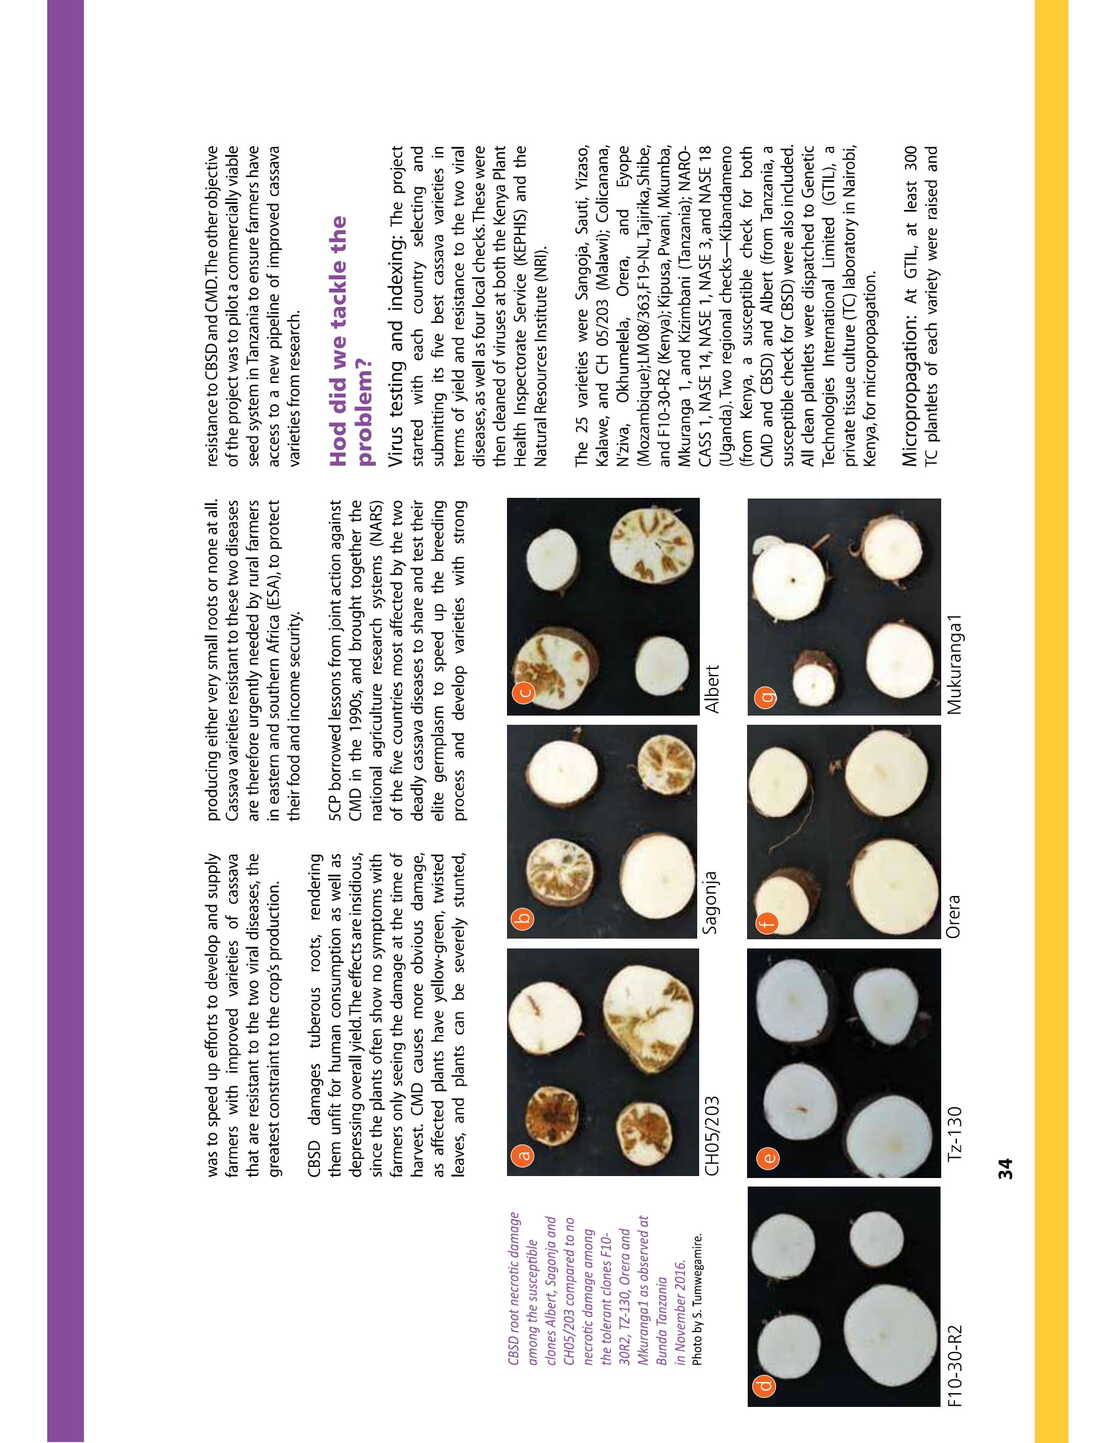 was to speed up efforts to develop and supply
farmers with improved varieties of cassava
that are resistant to the two viral diseases, the
greatest constraint to the crop's production.
CBSD damages tuberous roots, rendering
them unfit for human consumption as well as
depressing overall yield.The effects are insidious,
since the plants often show no symptoms with
farmers only seeing the damage at the time of
harvest. CMD causes more obvious damage,
as affected plants have yellow-green, twisted
leaves, and plants can be severely stunted,
producing either very small roots or none at all.
Cassava varieties resistant to these two diseases
are therefore urgently needed by rural farmers
in eastern and southern Africa (ESA), to protect
their food and income security.
5CP borrowed lessons from joint action against
CMD in the 1990s, and brought together the
national agriculture research systems (NARS)
of the five countries most affected by the two
deadly cassava diseases to share and test their
elite germplasm to speed up the breeding
process and develop varieties with strong
resistance to CBSD and CMD.The other objective
of the project was to pilot a commercially viable
seed system in Tanzania to ensure farmers have
access to a new pipeline of improved cassava
varieties from research.
Hod did we tackle the
problem?
Virus testing and indexing: The project
started with each country selecting and
submitting its five best cassava varieties in
terms of yield and resistance to the two viral
diseases, as well as four local checks.These were
then cleaned of viruses at both the Kenya Plant
Health Inspectorate Service (KEPHIS) and the
Natural Resources Institute (NRI).
The 25 varieties were Sangoja, Sauti, Yizaso,
Kalawe, and CH 05/203 (Malawi); Colicanana,
N'ziva, Okhumelela, Orera, and Eyope
(Mozambique);LM 08/363,F19-NL,Tajirika,Shibe,
and F10-30-R2 (Kenya); Kipusa, Pwani, Mkumba,
Mkuranga 1, and Kizimbani (Tanzania); NARO-
CASS 1, NASE 14, NASE 1, NASE 3, and NASE 18
(Uganda). Two regional checks—Kibandameno
(from Kenya, a susceptible check for both
CMD and CBSD) and Albert (from Tanzania, a
susceptible check for CBSD) were also included.
All clean plantlets were dispatched to Genetic
Technologies International Limited (GTIL), a
private tissue culture (TC) laboratory in Nairobi,
Kenya, for micropropagation.
Micropropagation: At GTIL, at least 300
TC plantlets of each variety were raised and
CBSD root necrotic damage
among the susceptible
clones Albert, Sagonja and
CH05/203 compared to no
necrotic damage among
the tolerant clones F10-
30R2, TZ-130, Orera and
Mkuranga1 as observed at
Bunda Tanzania
in November 2016.
Photo by S. Tumwegamire.
a
b
c
CH05/203
Sagonja
Albert
d
e
f
g
F10-30-R2
Tz-130
Orera
Mukuranga1
34